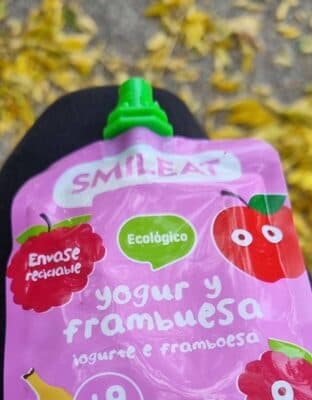 SMILEAT
Ecológico
Envase
reciclable
yogur y
frambuesa
iogurte e framboesa